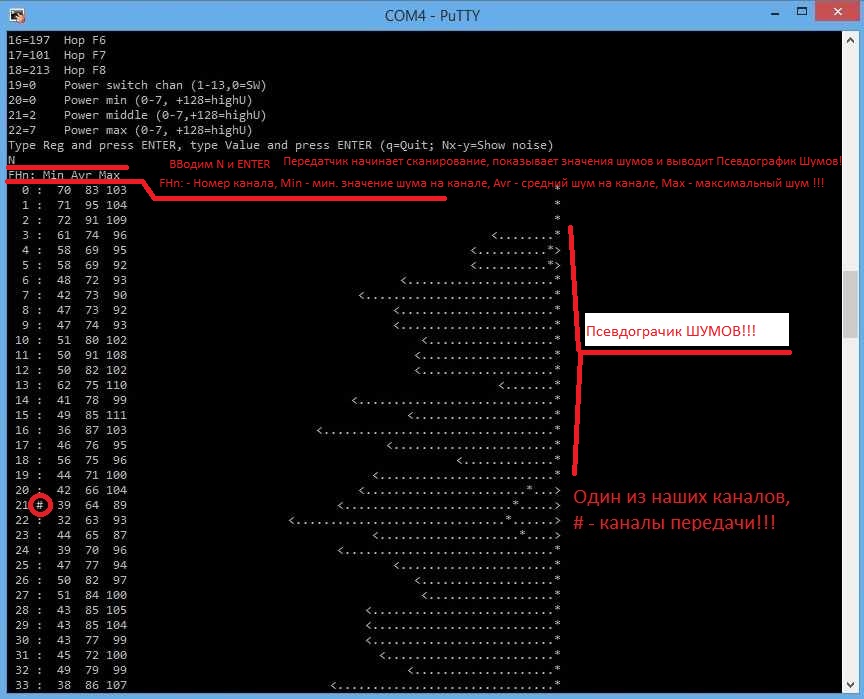 COM4 - PuTTY
16=197 Hop F6
17=101 Hop F7
18=213 Hop F8
19=0 Power switch chan (1-13,0=SW)
20=0 Power min (0-7, +128=highU)
21=2 Power middle (0-7,+128=highU)
22=7 Power max (0-7, +128=highU)
Type Reg and press ENTER, type Value and press ENTER (q=Quit; Nx-y=Show noise)
N
ВВодим N и ENTER Передатчик начинает сканирование, показывает значения шумов и выводит Псевдографик Шумов!
FHn: Min Avr Max
FHn: - Номер канала, Min - мин. значение шума на канале, Avr - средний шум на канале, Max - максимальный шум !!!
0 : 70 83 103 *
1 : 71 95 104 *
2 : 72 91 109 *
3 : 61 74 96 <........*
4 : 58 69 95 <..........*>
5 : 58 69 92 <..........*>
6 : 48 72 93 <.....................*
7 : 42 73 90 <...........................*
8 : 47 73 92 <......................*
9 : 47 74 93 <......................*
10 : 51 80 102 <..................*
11 : 50 91 108 <...................*
12 : 50 82 102 <...................*
13 : 62 75 110 <.......*
14 : 41 78 99 <............................*
15 : 49 85 111 <....................*
16 : 36 87 103 <.................................*
17 : 46 76 95 <.......................*
18 : 56 75 96 <.............*
19 : 44 71 100 <.........................*
20 : 42 66 104 <.......................*...>
21 # 39 64 89 <........................*.....>
22 : 32 63 93 <..............................*......>
23 : 44 65 87 <....................*....>
24 : 39 70 96 <..............................*
25 : 47 77 94 <......................*
26 : 50 82 97 <...................*
27 : 51 84 100 <..................*
28 : 43 85 105 <..........................*
29 : 43 85 104 <..........................*
30 : 43 77 99 <..........................*
31 : 45 72 100 <........................*
32 : 49 79 99 <....................*
33 : 38 86 107 <...............................*
Псевдограчик ШУМОВ!!!
Один из наших каналов,
# - каналы передачи!!!